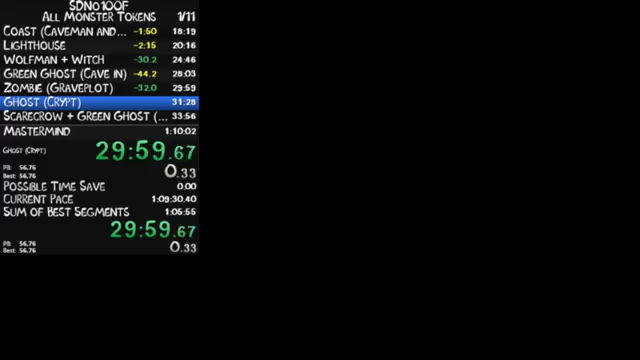 SDNo100F
All Monster Tokens 1/11
Coast (Caveman and... -1:50 18:19
Lighthouse -2:15 20:16
Wolfman + Witch -30.2 24:46
Green Ghost (Cave in) -44.2 28:03
Zombie (Graveplot) -32.0 29:59
Ghost (Crypt) 31:28
Scarecrow + Green Ghost (... 33:56
Mastermind 1:10:02
Ghost (Crypt) 29:59.67
PB: 56.76
Best: 56.76 0.33
Possible Time Save 0.00
Current Pace 1:09:30.40
Sum of Best Segments 1:05:55
29:59.67
PB: 56.76
Best: 56.76 0.33